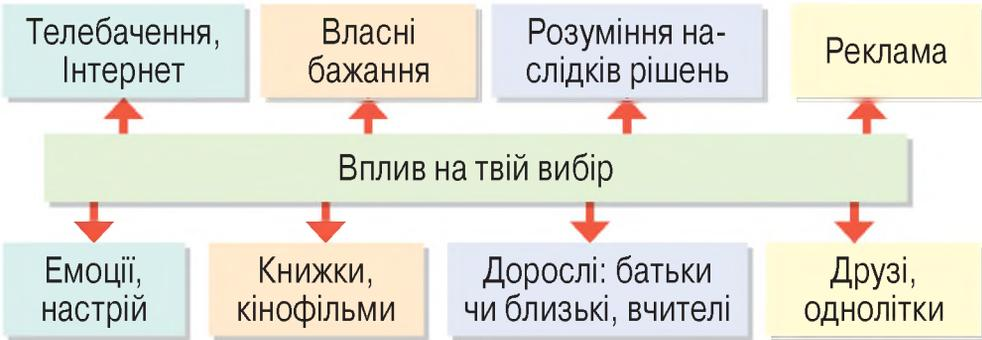 Телебачення,
Інтернет
Власні
бажання
Розуміння на-
слідків рішень
Реклама
Вплив на твій вибір
Емоції,
настрій
Книжки,
кінофільми
Дорослі: батьки
чи близькі, вчителі
Друзі,
однолітки